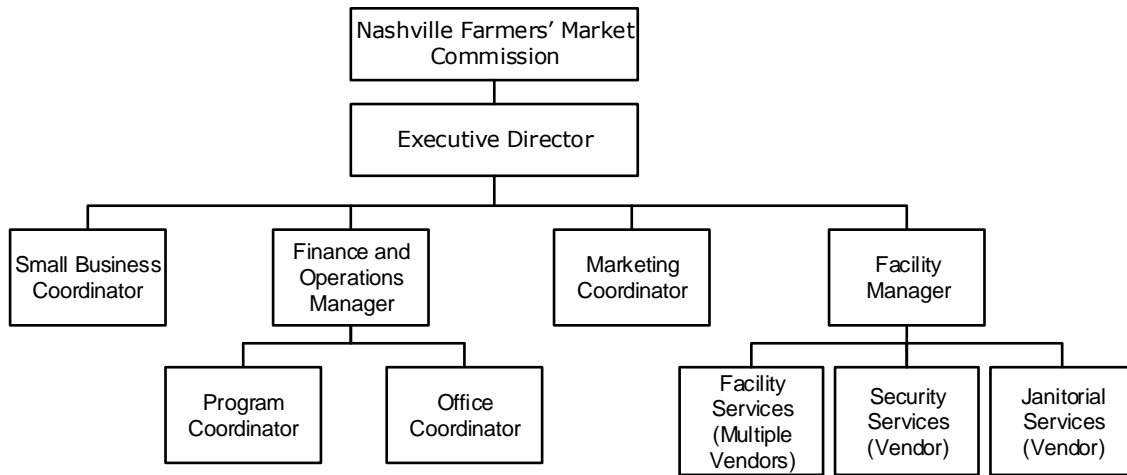 Nashville Farmers’ Market
Commission
Executive Director
Small Business
Coordinator
Finance and
Operations
Manager
Marketing
Coordinator
Facility
Manager
Program
Coordinator
Office
Coordinator
Facility
Services
(Multiple
Vendors)
Security
Services
(Vendor)
Janitorial
Services
(Vendor)